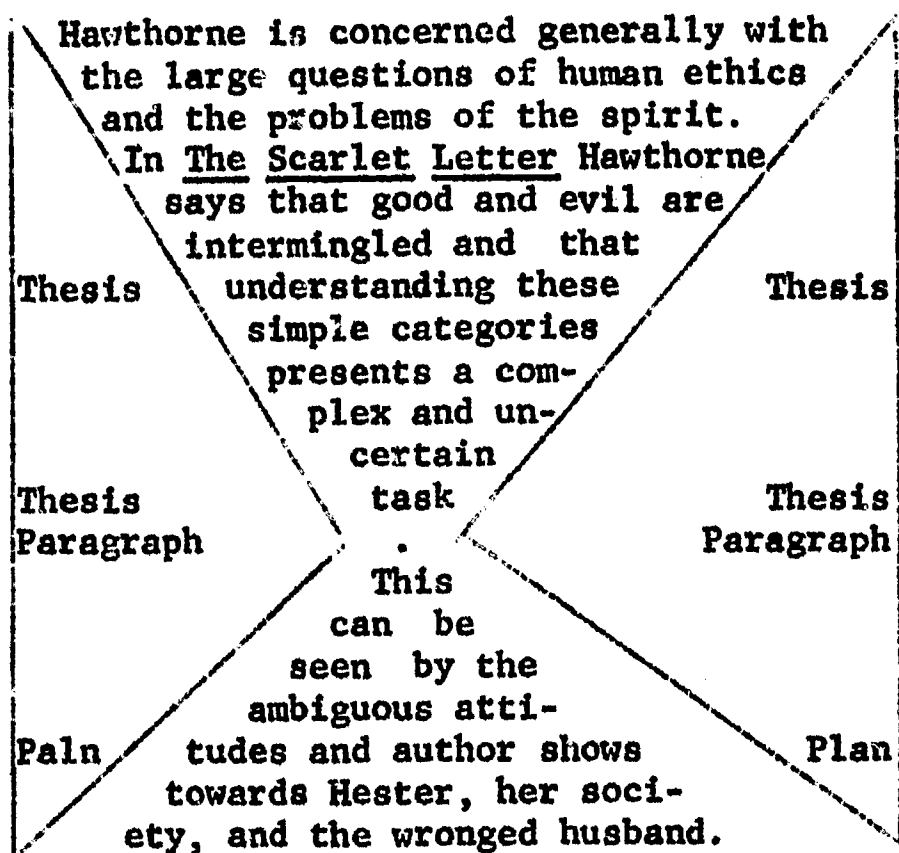 Hawthorne is concerned generally with
the large questions of human ethics
and the problems of the spirit.
In The Scarlet Letter Hawthorne
says that good and evil are
intermingled and that
Thesis understanding these Thesis
simple categories
presents a com-
plex and un-
certain
Thesis task Thesis
Paragraph . Paragraph
This
can be
seen by the
ambiguous atti-
Paln tudes and author shows Plan
towards Hester, her soci-
ety, and the wronged husband.